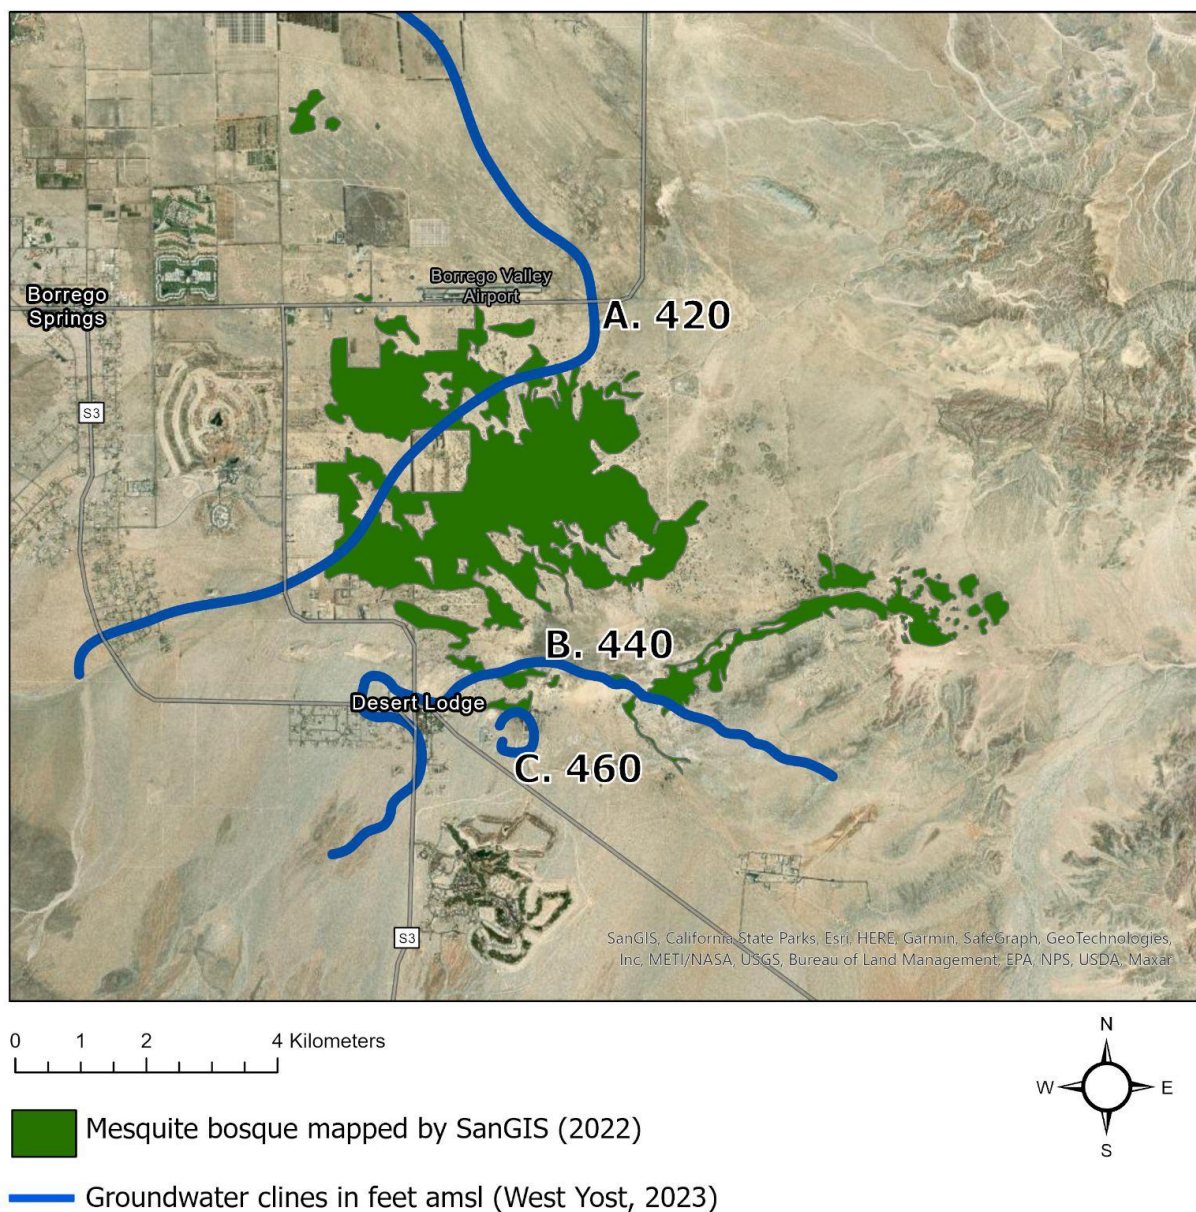 Borrego Valley
Airport
Borrego
Springs
A. 420
S3
B. 440
Desert Lodge
C. 460
S3
SanGIS, California State Parks, Esri, HERE, Garmin, SafeGraph, GeoTechnologies,
Inc, METI/NASA, USGS, Bureau of Land Management, EPA, NPS, USDA, Maxar
0 1 2 4 Kilometers
N
W E
S
Mesquite bosque mapped by SanGIS (2022)
Groundwater clines in feet amsl (West Yost, 2023)